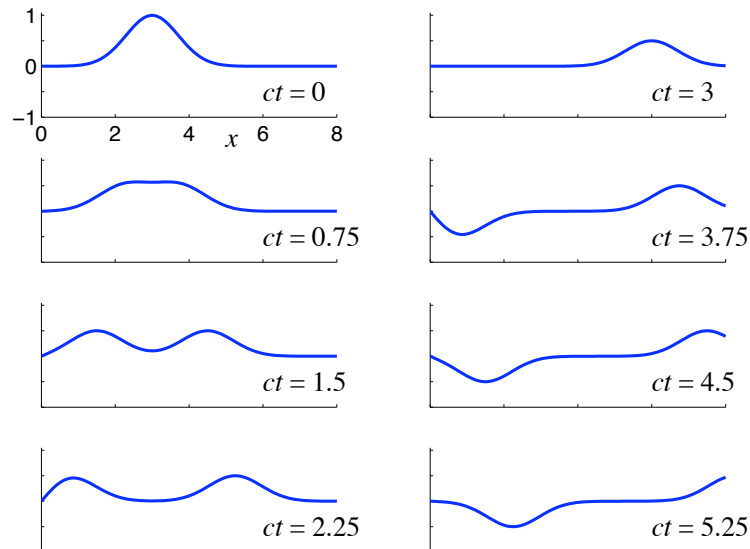 1
0
-1
0 2 4 6 8
x
ct = 0
ct = 0.75
ct = 1.5
ct = 2.25
ct = 3
ct = 3.75
ct = 4.5
ct = 5.25